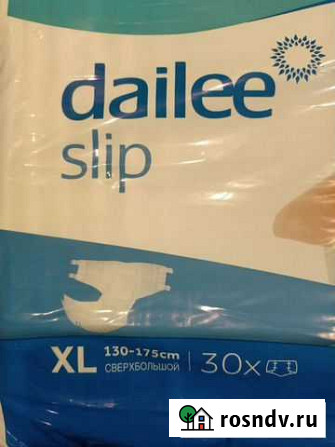 dailee
slip
XL 130-175cm СВЕРХБОЛЬШОЙ 30x
rosndv.ru